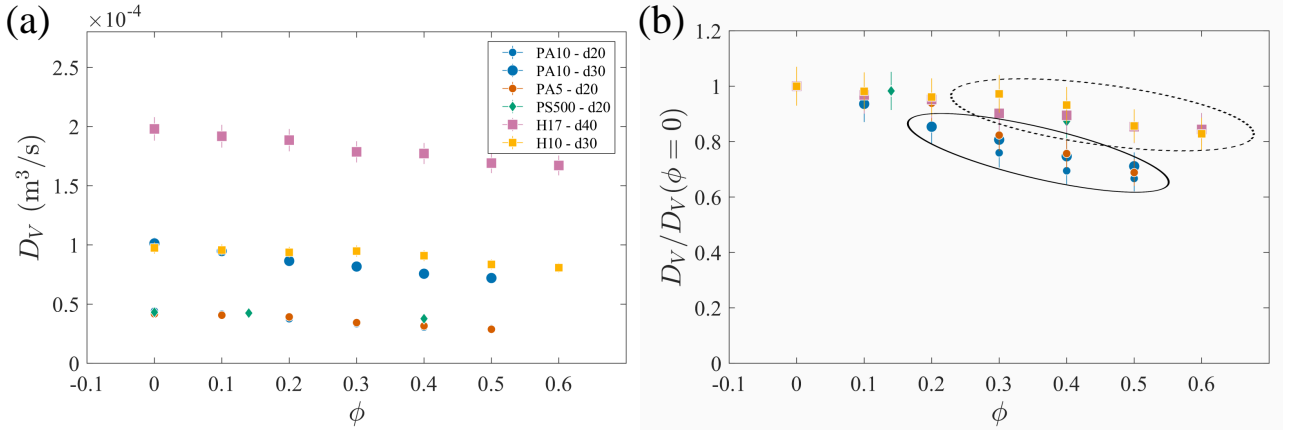 (a)
×10⁻⁴
2.5
2
1.5
1
0.5
0
-0.1 0 0.1 0.2 0.3 0.4 0.5 0.6
D_V (m³/s)
ϕ
PA10 - d20
PA10 - d30
PA5 - d20
PS500 - d20
H17 - d40
H10 - d30
(b)
1.2
1
0.8
0.6
0.4
0.2
0
-0.1 0 0.1 0.2 0.3 0.4 0.5 0.6
D_V/D_V(ϕ = 0)
ϕ